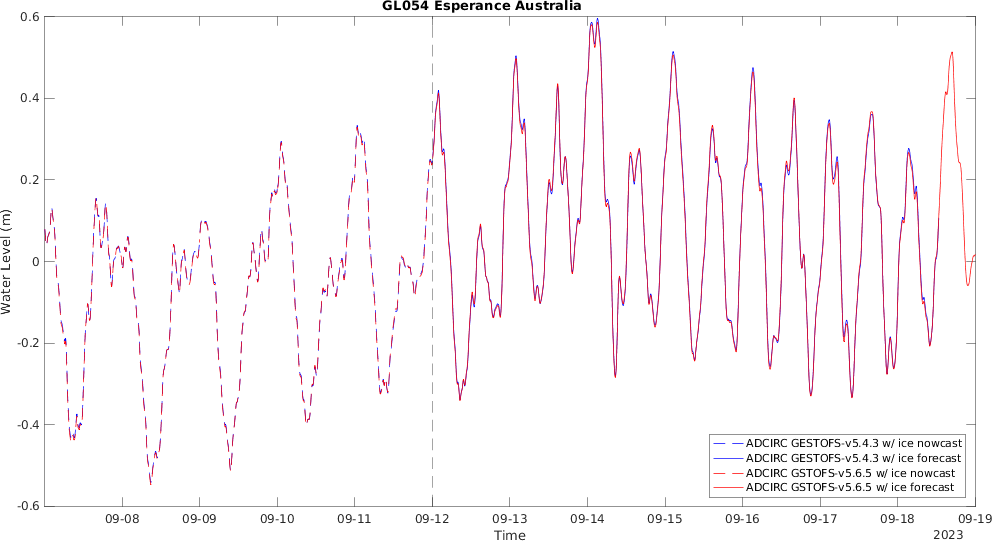 GL054 Esperance Australia
Water Level (m)
0.6
0.4
0.2
0
-0.2
-0.4
-0.6
09-08 09-09 09-10 09-11 09-12 09-13 09-14 09-15 09-16 09-17 09-18 09-19
Time
2023
ADCIRC GESTOFS-v5.4.3 w/ ice nowcast
ADCIRC GESTOFS-v5.4.3 w/ ice forecast
ADCIRC GSTOFS-v5.6.5 w/ ice nowcast
ADCIRC GSTOFS-v5.6.5 w/ ice forecast